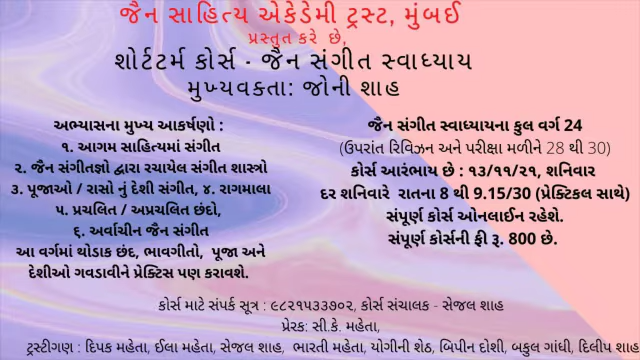 જૈન સાહિત્ય એકેડેમી ટ્રસ્ટ, મુંબઈ
પ્રસ્તુત કરે છે,
શોર્ટટર્મ કોર્સ - જૈન સંગીત સ્વાધ્યાય
મુખ્યવકતા: જોની શાહ
અભ્યાસના મુખ્ય આકર્ષણો :
૧. આગમ સાહિત્યમાં સંગીત
૨. જૈન સંગીતજ્ઞો દ્વારા રચાયેલ સંગીત શાસ્ત્રો
૩. પૂજાઓ / રાસો નું દેશી સંગીત, ૪. રાગમાલા
૫. પ્રચલિત / અપ્રચલિત છંદો,
૬. અર્વાચીન જૈન સંગીત
આ વર્ગમાં થોડાક છંદ, ભાવગીતો, પૂજા અને
દેશીઓ ગવડાવીને પ્રેક્ટિસ પણ કરાવશે.
જૈન સંગીત સ્વાધ્યાયના કુલ વર્ગ 24
(ઉપરાંત રિવિઝન અને પરીક્ષા મળીને 28 થી 30)
કોર્સ આરંભાય છે : ૧૩/૧૧/૨૧, શનિવાર
દર શનિવારે રાતના 8 થી 9.15/30 (પ્રેક્ટિકલ સાથે)
સંપૂર્ણ કોર્સ ઓનલાઈન રહેશે.
સંપૂર્ણ કોર્સની ફી રૂ. 800 છે.
કોર્સ માટે સંપર્ક સૂત્ર : ૯૮૨૧૫૩૩૭૦૨, કોર્સ સંચાલક - સેજલ શાહ
પ્રેરક: સી.કે. મહેતા,
ટ્રસ્ટીગણ : દિપક મહેતા, ઈલા મહેતા, સેજલ શાહ, ભારતી મહેતા, યોગીની શેઠ, બિપીન દોશી, બકુલ ગાંધી, દિલીપ શાહ